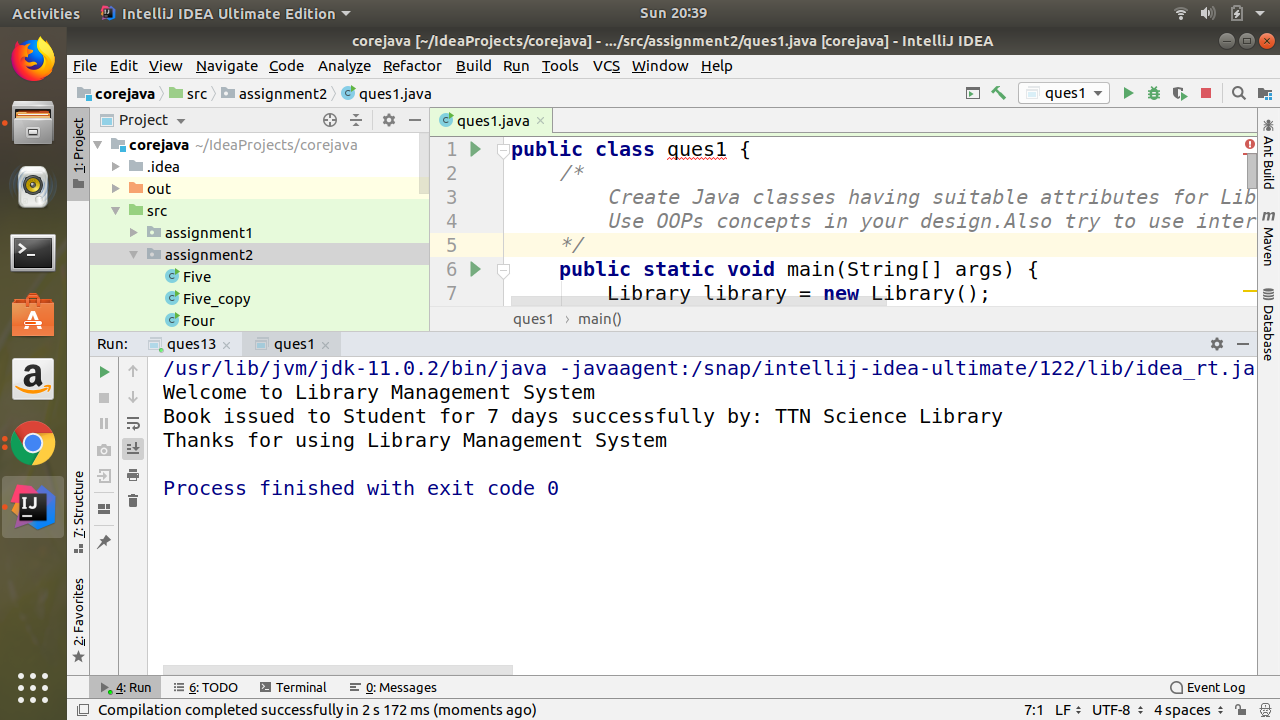 Activities IntelliJ IDEA Ultimate Edition Sun 20:39
corejava [~/IdeaProjects/corejava] - .../src/assignment2/ques1.java [corejava] - IntelliJ IDEA
File Edit View Navigate Code Analyze Refactor Build Run Tools VCS Window Help
corejava src assignment2 ques1.java ques1
1: Project
Project
corejava ~/IdeaProjects/corejava
.idea
out
src
assignment1
assignment2
Five
Five_copy
Four
ques1.java
1 public class ques1 {
2 /*
3 Create Java classes having suitable attributes for Lib
4 Use OOPs concepts in your design.Also try to use inter
5 */
6 public static void main(String[] args) {
7 Library library = new Library();
ques1 › main()
Ant Build
Maven
Database
Run: ques13 ques1
/usr/lib/jvm/jdk-11.0.2/bin/java -javaagent:/snap/intellij-idea-ultimate/122/lib/idea_rt.ja
Welcome to Library Management System
Book issued to Student for 7 days successfully by: TTN Science Library
Thanks for using Library Management System
Process finished with exit code 0
7: Structure
2: Favorites
4: Run 6: TODO Terminal 0: Messages Event Log
Compilation completed successfully in 2 s 172 ms (moments ago) 7:1 LF UTF-8 4 spaces